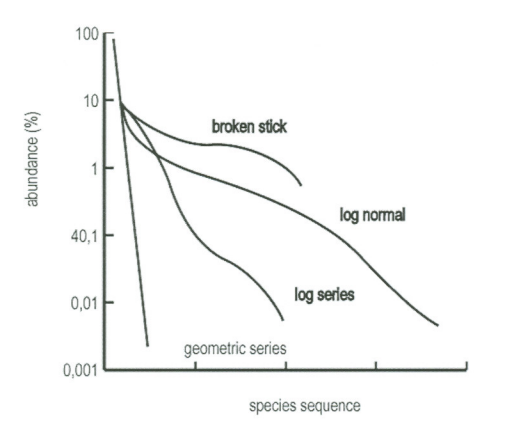 100
10
abundance (%)
broken stick
1
log normal
40,1
log series
0,01
geometric series
0,001
species sequence